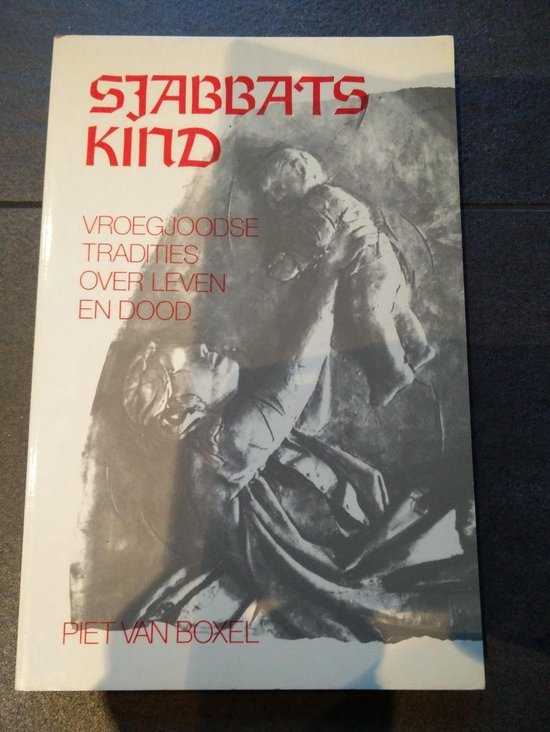 SJABBATS
KIND
VROEGJOODSE
TRADITIES
OVER LEVEN
EN DOOD
PIET VAN BOXEL